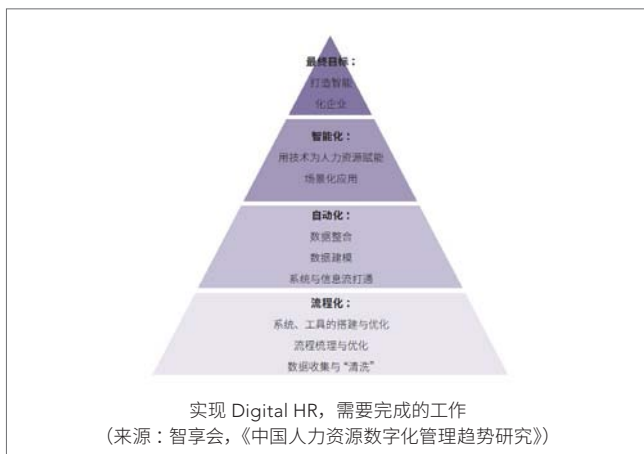 最终目标：
打造智能
化企业
智能化：
用技术为人力资源赋能
场景化应用
自动化：
数据整合
数据建模
系统与信息流打通
流程化：
系统、工具的搭建与优化
流程梳理与优化
数据收集与“清洗”
实现 Digital HR，需要完成的工作
（来源：智享会，《中国人力资源数字化管理趋势研究》）